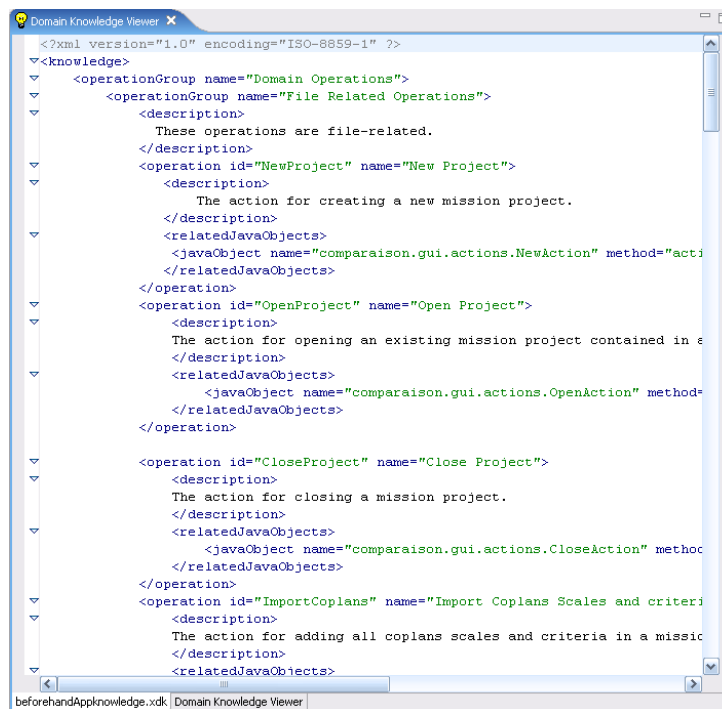 Domain Knowledge Viewer
<?xml version="1.0" encoding="ISO-8859-1" ?>
<knowledge>
<operationGroup name="Domain Operations">
<operationGroup name="File Related Operations">
<description>
These operations are file-related.
</description>
<operation id="NewProject" name="New Project">
<description>
The action for creating a new mission project.
</description>
<relatedJavaObjects>
<javaObject name="comparaison.gui.actions.NewAction" method="acti
</relatedJavaObjects>
</operation>
<operation id="OpenProject" name="Open Project">
<description>
The action for opening an existing mission project contained in a
</description>
<relatedJavaObjects>
<javaObject name="comparaison.gui.actions.OpenAction" method=
</relatedJavaObjects>
</operation>
<operation id="CloseProject" name="Close Project">
<description>
The action for closing a mission project.
</description>
<relatedJavaObjects>
<javaObject name="comparaison.gui.actions.CloseAction" method
</relatedJavaObjects>
</operation>
<operation id="ImportCoplans" name="Import Coplans Scales and criteri
<description>
The action for adding all coplans scales and criteria in a missio
</description>
<relatedJavaObjects>
beforehandAppknowledge.xdk Domain Knowledge Viewer